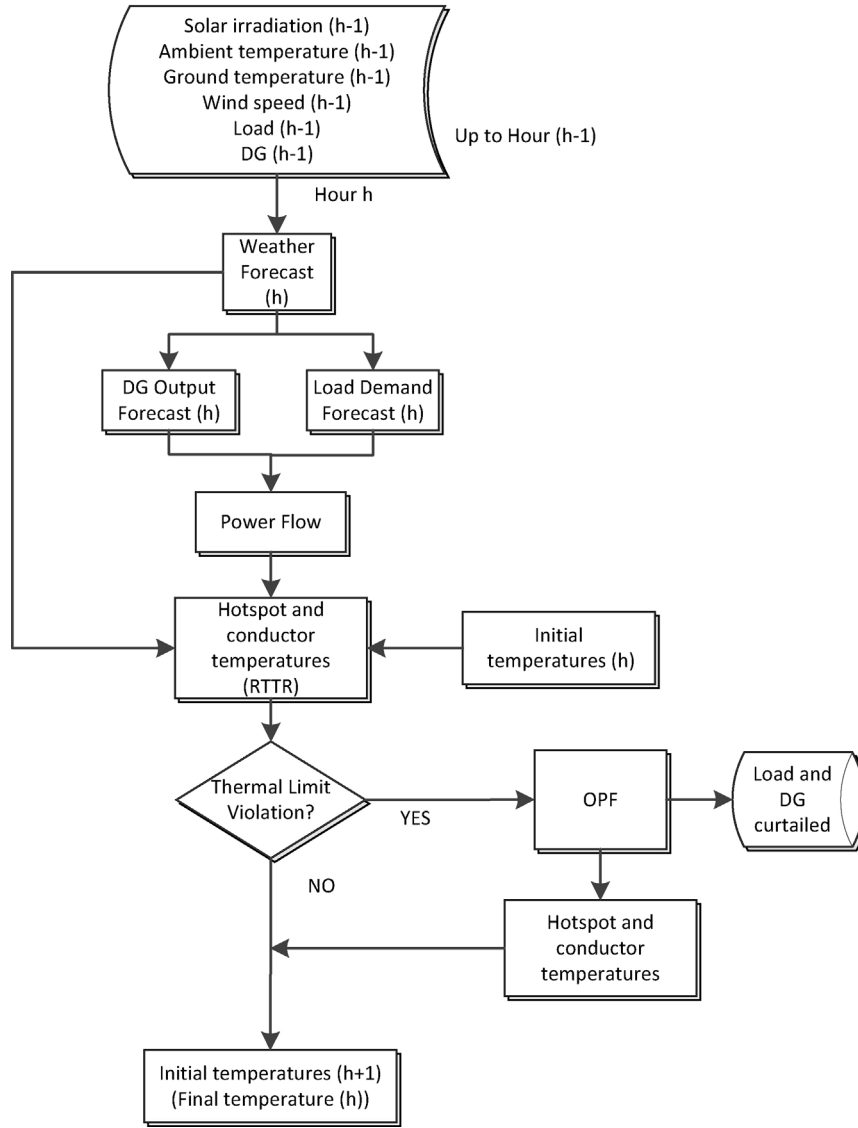 Solar irradiation (h-1)
Ambient temperature (h-1)
Ground temperature (h-1)
Wind speed (h-1)
Load (h-1)
DG (h-1)
Up to Hour (h-1)
Hour h
Weather
Forecast
(h)
DG Output
Forecast (h)
Load Demand
Forecast (h)
Power Flow
Hotspot and
conductor
temperatures
(RTTR)
Initial
temperatures (h)
Thermal Limit
Violation?
YES
OPF
Load and
DG
curtailed
NO
Hotspot and
conductor
temperatures
Initial temperatures (h+1)
(Final temperature (h))